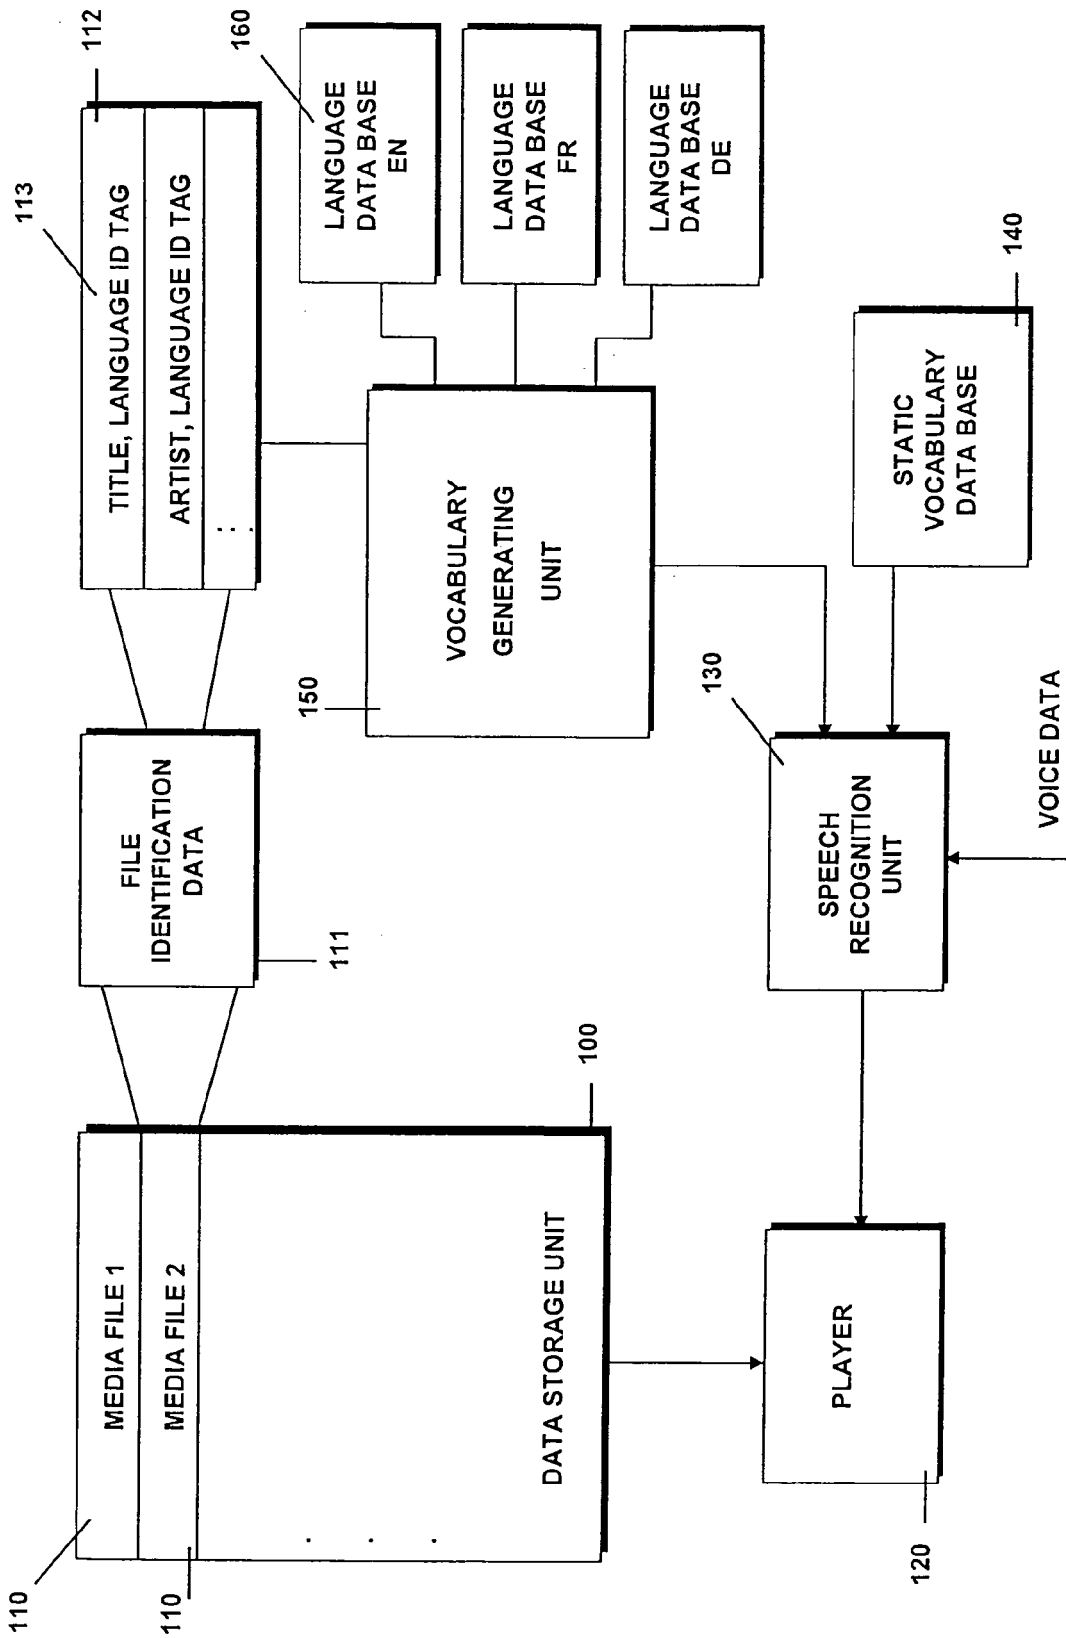 110
MEDIA FILE 1
110
MEDIA FILE 2
DATA STORAGE UNIT
100
FILE
IDENTIFICATION
DATA
111
113
112
TITLE, LANGUAGE ID TAG
ARTIST, LANGUAGE ID TAG
150
VOCABULARY
GENERATING
UNIT
160
LANGUAGE
DATA BASE
EN
LANGUAGE
DATA BASE
FR
LANGUAGE
DATA BASE
DE
PLAYER
120
130
SPEECH
RECOGNITION
UNIT
STATIC
VOCABULARY
DATA BASE
140
VOICE DATA